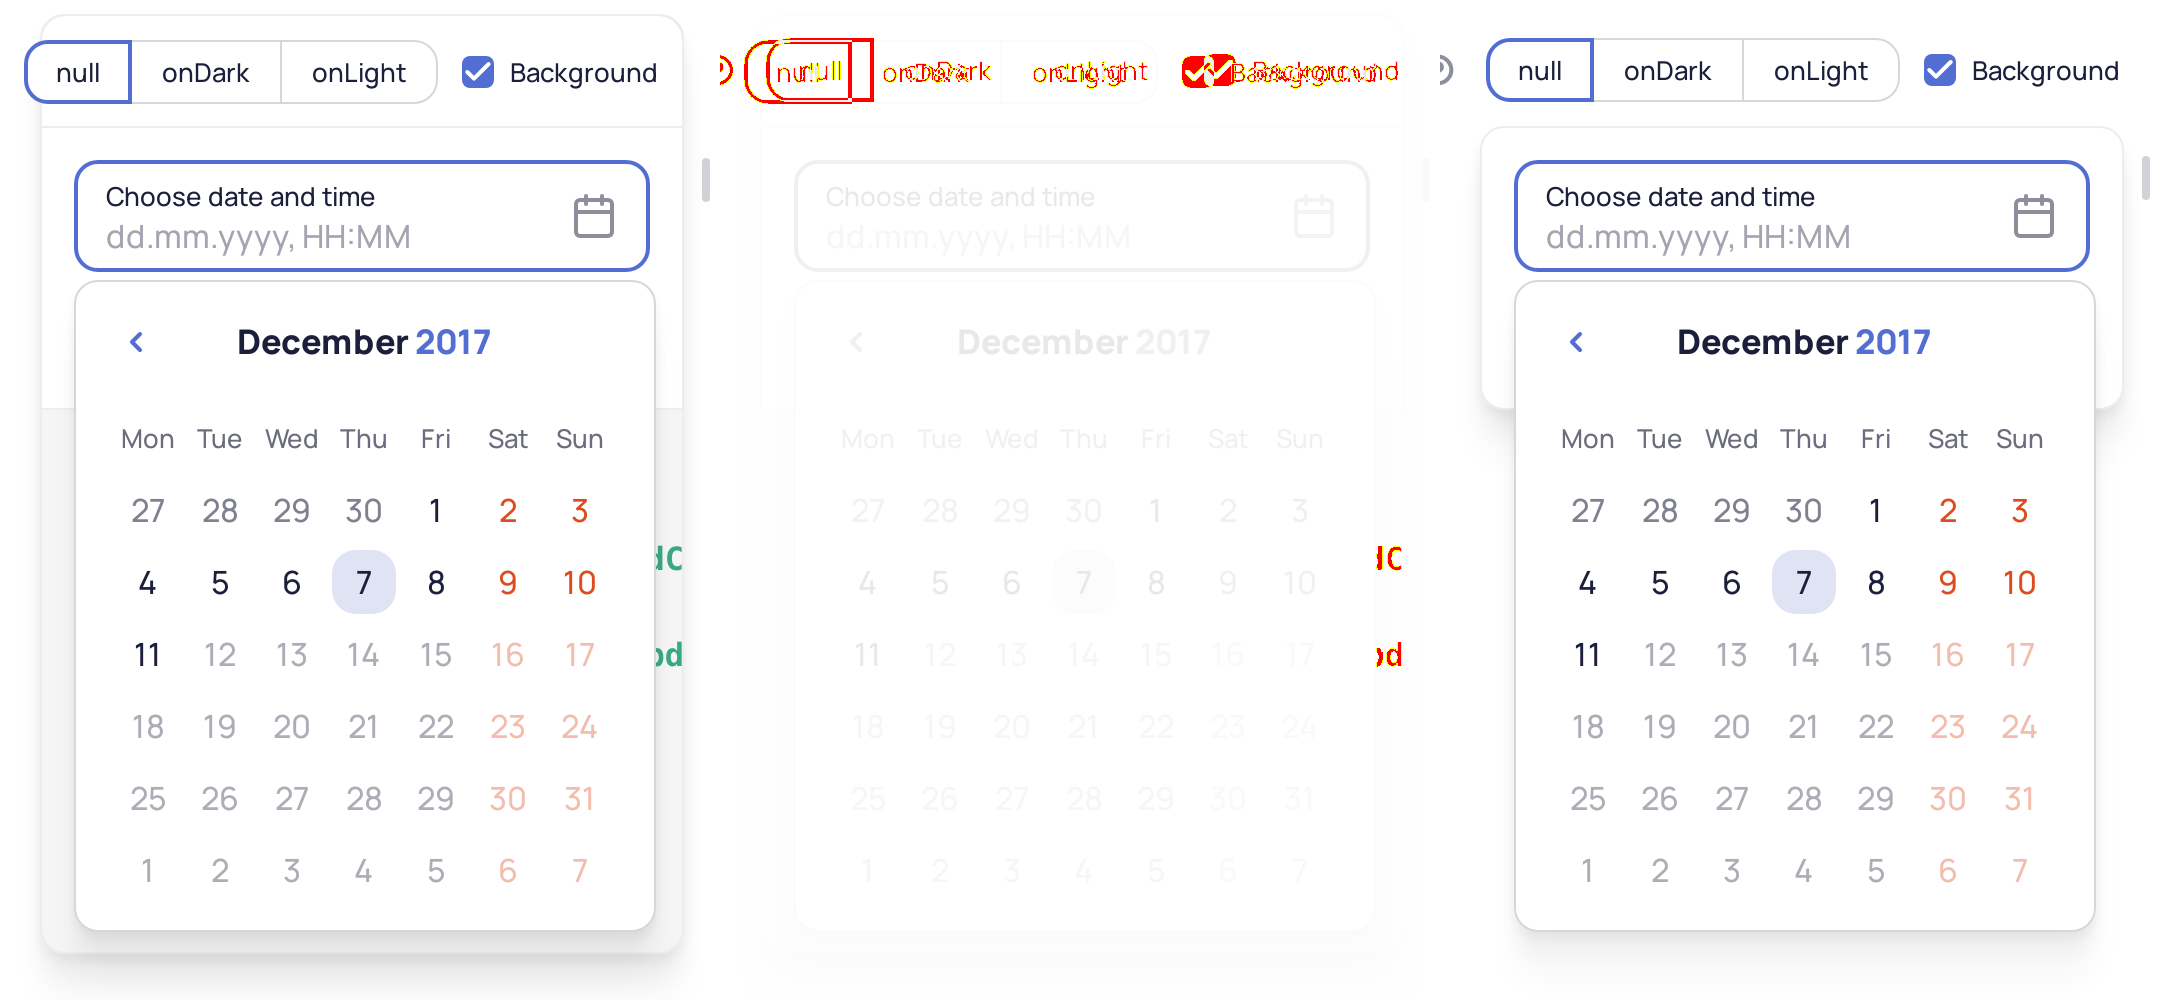 null onDark onLight Background
Choose date and time
dd.mm.yyyy, HH:MM
December 2017
Mon Tue Wed Thu Fri Sat Sun
27 28 29 30 1 2 3
4 5 6 7 8 9 10
11 12 13 14 15 16 17
18 19 20 21 22 23 24
25 26 27 28 29 30 31
1 2 3 4 5 6 7
dC
od
null onDark onLight Background
Choose date and time
dd.mm.yyyy, HH:MM
December 2017
Mon Tue Wed Thu Fri Sat Sun
27 28 29 30 1 2 3
4 5 6 7 8 9 10
11 12 13 14 15 16 17
18 19 20 21 22 23 24
25 26 27 28 29 30 31
1 2 3 4 5 6 7
dC
od
null onDark onLight Background
Choose date and time
dd.mm.yyyy, HH:MM
December 2017
Mon Tue Wed Thu Fri Sat Sun
27 28 29 30 1 2 3
4 5 6 7 8 9 10
11 12 13 14 15 16 17
18 19 20 21 22 23 24
25 26 27 28 29 30 31
1 2 3 4 5 6 7